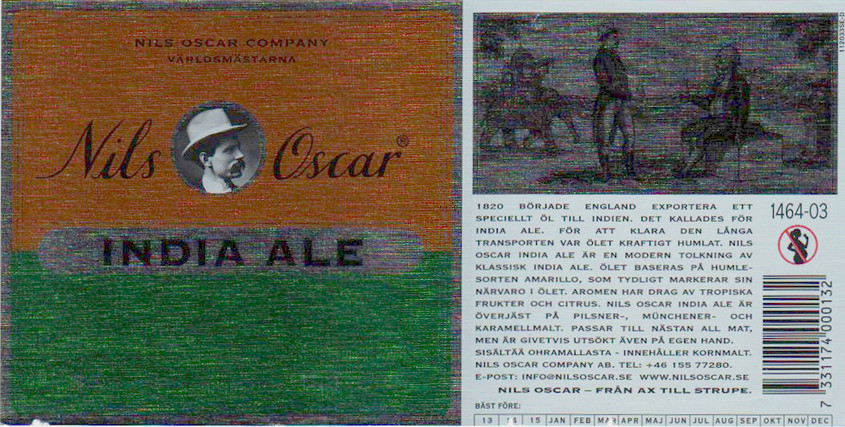 NILS OSCAR COMPANY
VÄRLDSMÄSTARNA
Nils Oscar®
INDIA ALE
1820 BÖRJADE ENGLAND EXPORTERA ETT
SPECIELLT ÖL TILL INDIEN. DET KALLADES FÖR
INDIA ALE. FÖR ATT KLARA DEN LÅNGA
TRANSPORTEN VAR ÖLET KRAFTIGT HUMLAT. NILS
OSCAR INDIA ALE ÄR EN MODERN TOLKNING AV
KLASSISK INDIA ALE. ÖLET BASERAS PÅ HUMLE-
SORTEN AMARILLO, SOM TYDLIGT MARKERAR SIN
NÄRVARO I ÖLET. AROMEN HAR DRAG AV TROPISKA
FRUKTER OCH CITRUS. NILS OSCAR INDIA ALE ÄR
ÖVERJÄST PÅ PILSNER-, MÜNCHENER- OCH
KARAMELLMALT. PASSAR TILL NÄSTAN ALL MAT,
MEN ÄR GIVETVIS UTSÖKT ÄVEN PÅ EGEN HAND.
SISÄLTÄÄ OHRAMALLASTA - INNEHÅLLER KORNMALT.
NILS OSCAR COMPANY AB. TEL: +46 155 77280.
E-POST: INFO@NILSOSCAR.SE WWW.NILSOSCAR.SE
NILS OSCAR – FRÅN AX TILL STRUPE.
BÄST FÖRE:
13 14 15 JAN FEB MAR APR MAJ JUN JUL AUG SEP OKT NOV DEC
1464-03
7 331174 000132